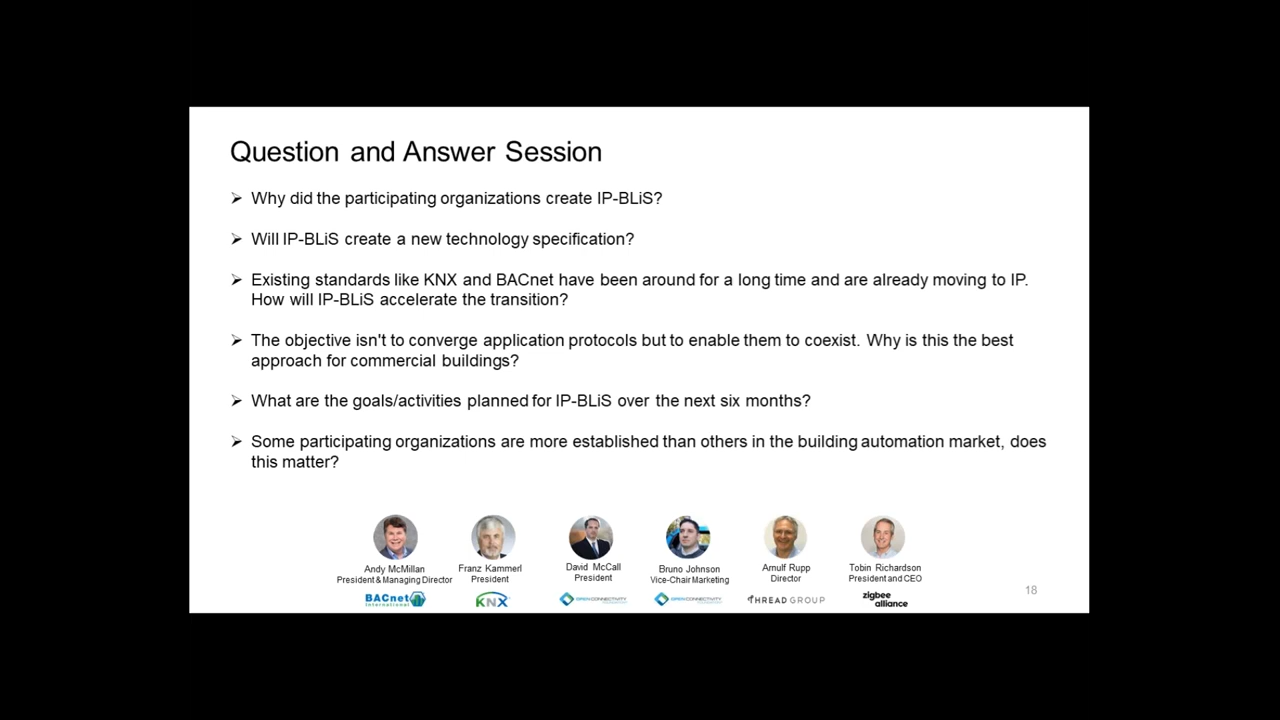 Question and Answer Session
➢ Why did the participating organizations create IP-BLiS?
➢ Will IP-BLiS create a new technology specification?
➢ Existing standards like KNX and BACnet have been around for a long time and are already moving to IP.
How will IP-BLiS accelerate the transition?
➢ The objective isn't to converge application protocols but to enable them to coexist. Why is this the best
approach for commercial buildings?
➢ What are the goals/activities planned for IP-BLiS over the next six months?
➢ Some participating organizations are more established than others in the building automation market, does
this matter?
Andy McMillan
President & Managing Director
BACnet
International
Franz Kammerl
President
KNX
David McCall
President
OPEN CONNECTIVITY
Bruno Johnson
Vice-Chair Marketing
OPEN CONNECTIVITY
Arnulf Rupp
Director
THREAD GROUP
Tobin Richardson
President and CEO
zigbee
alliance
18